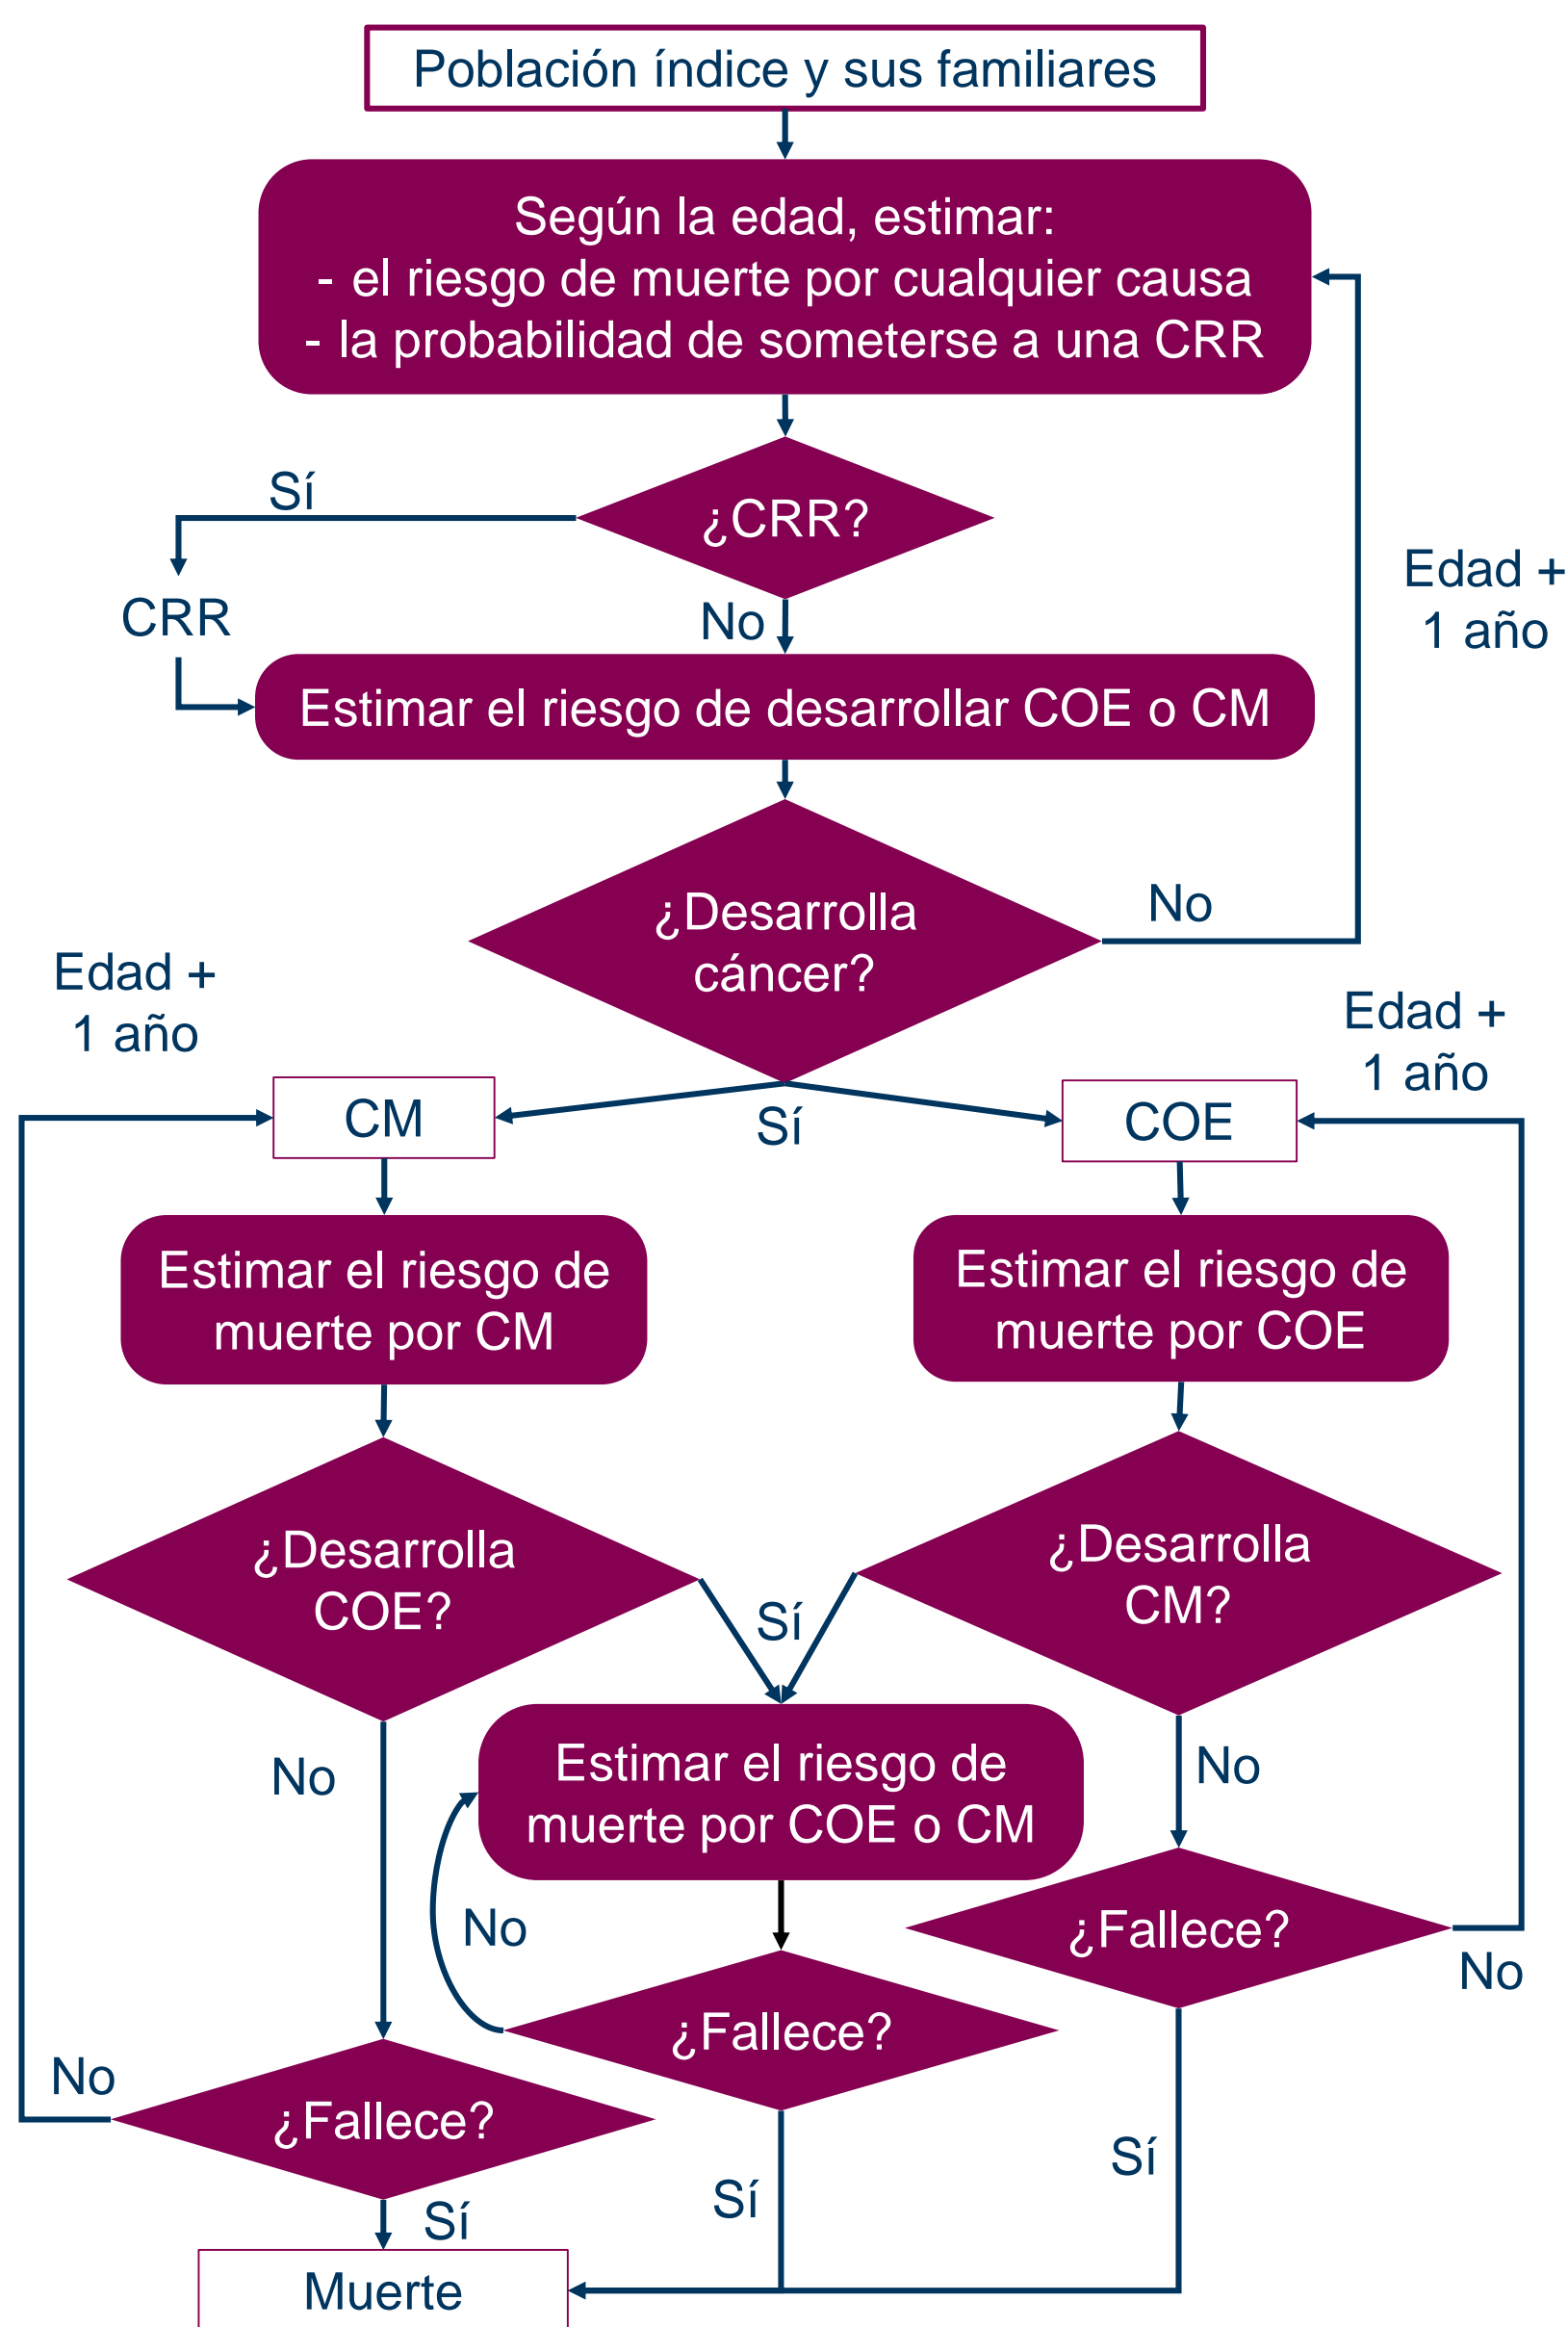 Población índice y sus familiares
Según la edad, estimar:
- el riesgo de muerte por cualquier causa
- la probabilidad de someterse a una CRR
Sí
¿CRR?
CRR
No
Edad +
1 año
Estimar el riesgo de desarrollar COE o CM
¿Desarrolla
cáncer?
No
Edad +
1 año
Edad +
1 año
CM
Sí
COE
Estimar el riesgo de
muerte por CM
Estimar el riesgo de
muerte por COE
¿Desarrolla
COE?
Sí
¿Desarrolla
CM?
No
Estimar el riesgo de
muerte por COE o CM
No
No
¿Fallece?
No
¿Fallece?
No
¿Fallece?
Sí
Sí
Sí
Muerte